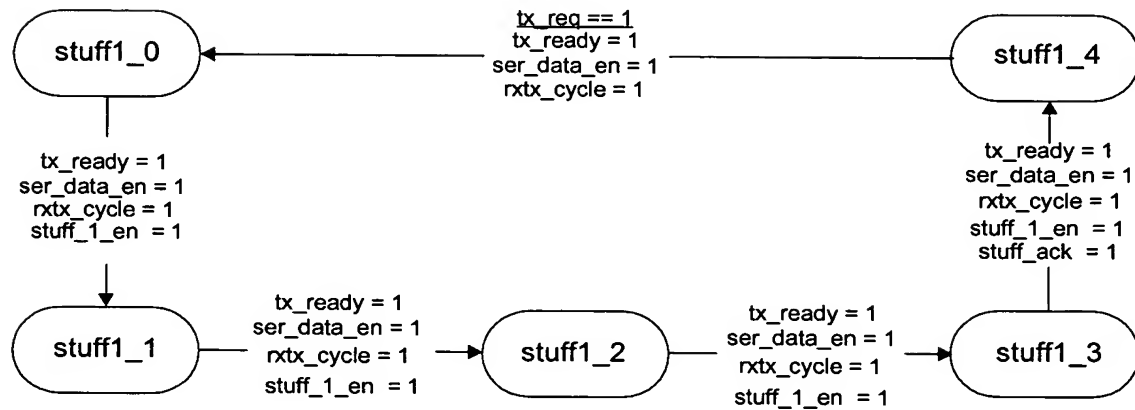 stuff1_0
tx_req == 1
tx_ready = 1
ser_data_en = 1
rxtx_cycle = 1
stuff1_4
tx_ready = 1
ser_data_en = 1
rxtx_cycle = 1
stuff_1_en = 1
tx_ready = 1
ser_data_en = 1
rxtx_cycle = 1
stuff_1_en = 1
stuff_ack = 1
stuff1_1
tx_ready = 1
ser_data_en = 1
rxtx_cycle = 1
stuff_1_en = 1
stuff1_2
tx_ready = 1
ser_data_en = 1
rxtx_cycle = 1
stuff_1_en = 1
stuff1_3